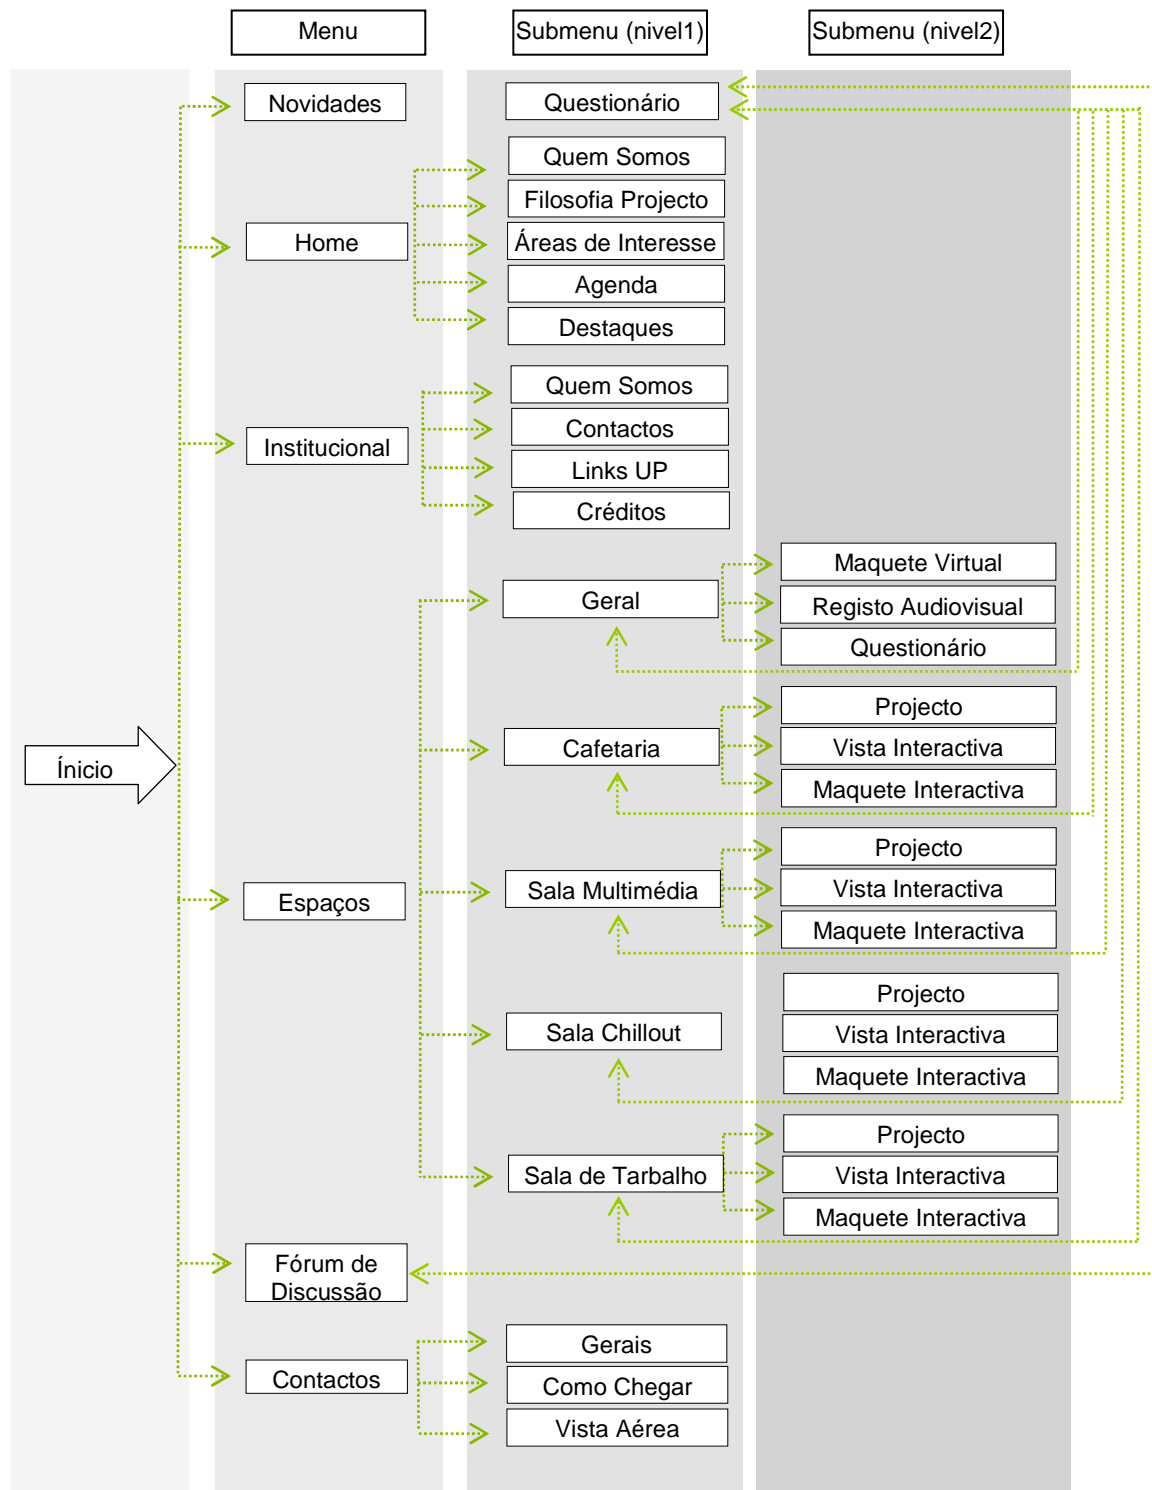 Menu
Submenu (nivel1)
Submenu (nivel2)
Novidades
Questionário
Home
Quem Somos
Filosofia Projecto
Áreas de Interesse
Agenda
Destaques
Institucional
Quem Somos
Contactos
Links UP
Créditos
Ínicio
Espaços
Geral
Maquete Virtual
Registo Audiovisual
Questionário
Cafetaria
Projecto
Vista Interactiva
Maquete Interactiva
Sala Multimédia
Projecto
Vista Interactiva
Maquete Interactiva
Sala Chillout
Projecto
Vista Interactiva
Maquete Interactiva
Sala de Tarbalho
Projecto
Vista Interactiva
Maquete Interactiva
Fórum de
Discussão
Contactos
Gerais
Como Chegar
Vista Aérea